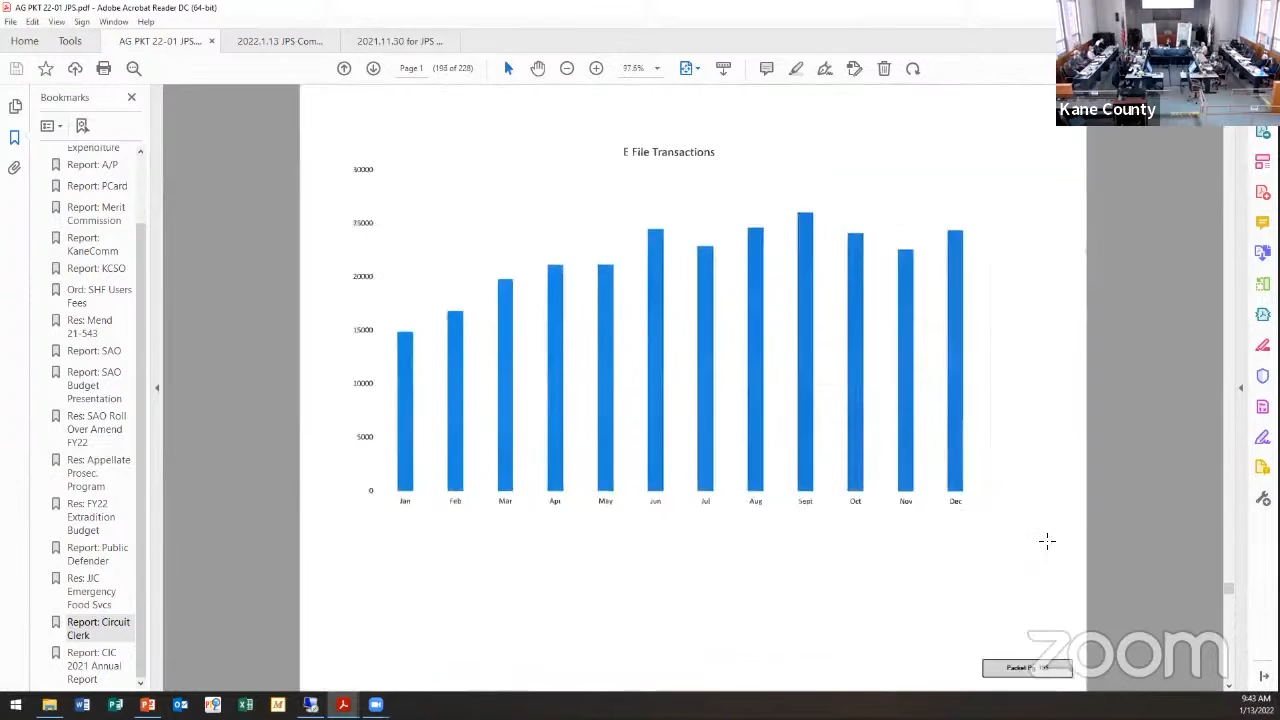 AG PKT 22-01 JPS.pdf - Adobe Acrobat Reader DC (64-bit)
File Edit View Sign Window Help
Home Tools AG PKT 22-01 JPS.... × 2022.1.13 JPS Com... 2021.11.30 for JPS ...
Page 1 (195 of 228) 97.6%
Kane County
Bookmarks
Expenditure
Report: A/P
Report: PCard
Report: Merit
Commission
Report:
KaneComm
Report: KCSO
Ord: SHF Users
Fees
Res: Mend
21-543
Report: SAO
Report: SAO
Budget
Presentation
Res: SAO Roll
Over Amend
FY22
Res: Appellate
Prosec.
Program
Res: FY22
Extradition
Budget
Report: Public
Defender
Res: JJC
Emergency
Food Svcs
Report: Circuit
Clerk
Report: CIC
2021 Annual
Report
E File Transactions
30000
25000
20000
15000
10000
5000
0
Jan Feb Mar Apr May Jun Jul Aug Sept Oct Nov Dec
Packet Pg.
zoom
9:43 AM
1/13/2022